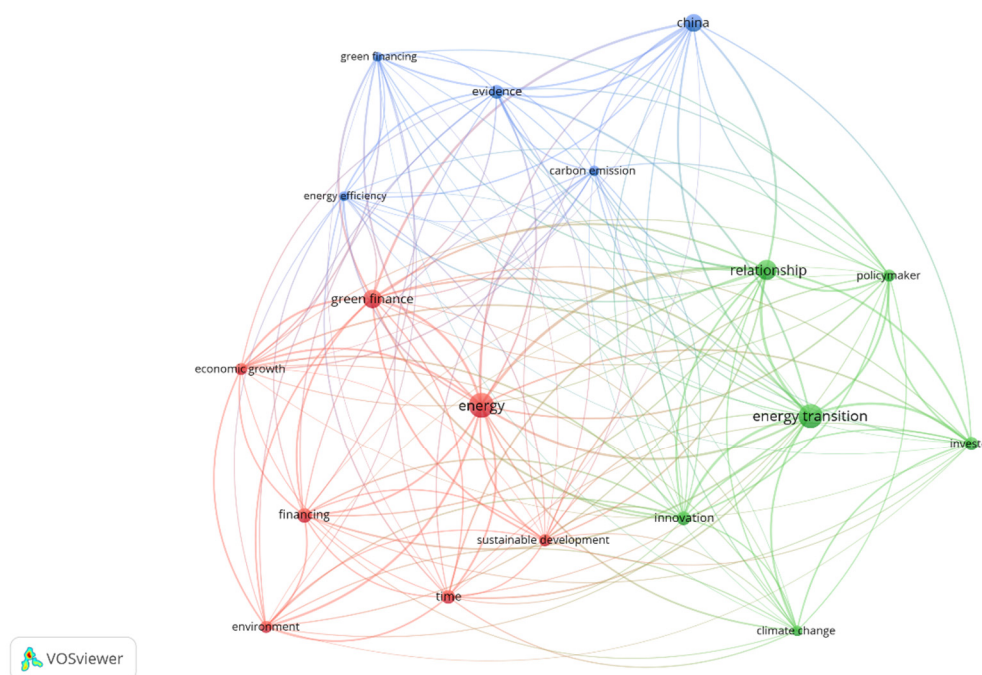 china
green financing
evidence
carbon emission
energy efficiency
relationship
policymaker
green finance
economic growth
energy
energy transition
invest
financing
innovation
sustainable development
time
environment
climate change
VOSviewer